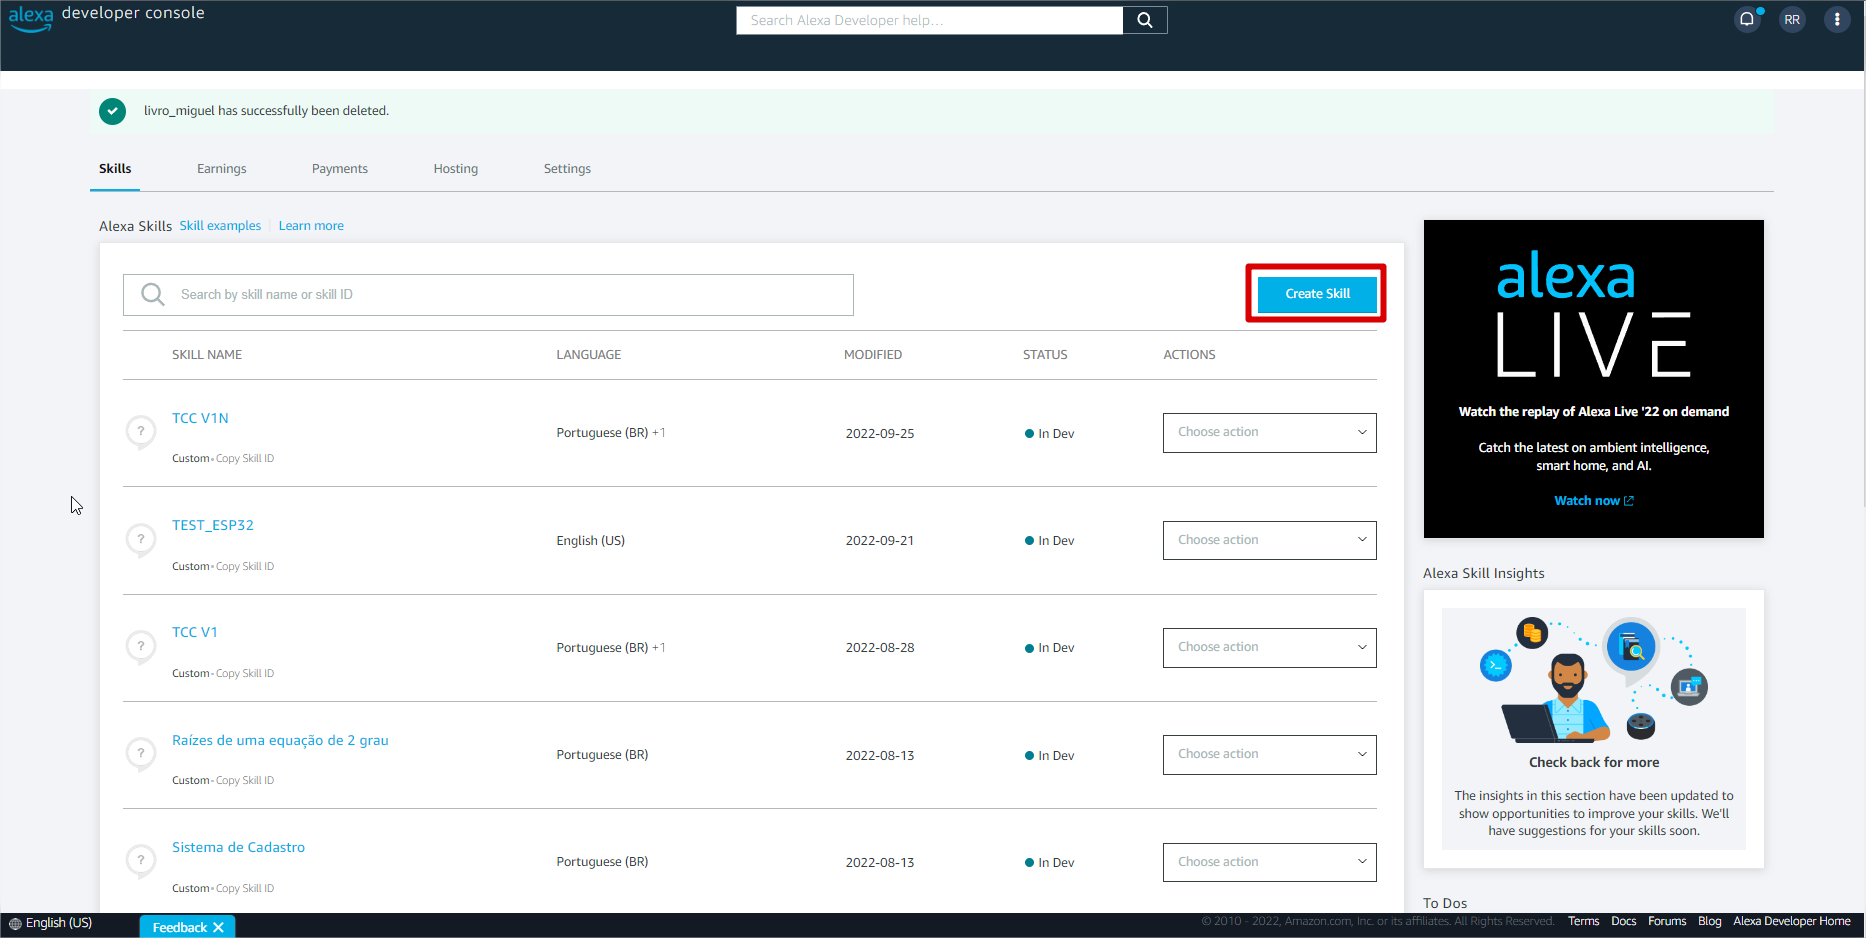 alexa developer console
Search Alexa Developer help...
RR
livro_miguel has successfully been deleted.
Skills Earnings Payments Hosting Settings
Alexa Skills Skill examples Learn more
Search by skill name or skill ID
Create Skill
SKILL NAME LANGUAGE MODIFIED STATUS ACTIONS
TCC V1N
Portuguese (BR) +1 2022-09-25 In Dev Choose action
Custom • Copy Skill ID
TEST_ESP32
English (US) 2022-09-21 In Dev Choose action
Custom • Copy Skill ID
TCC V1
Portuguese (BR) +1 2022-08-28 In Dev Choose action
Custom • Copy Skill ID
Raízes de uma equação de 2 grau
Portuguese (BR) 2022-08-13 In Dev Choose action
Custom • Copy Skill ID
Sistema de Cadastro
Portuguese (BR) 2022-08-13 In Dev Choose action
Custom • Copy Skill ID
alexa
LIVE
Watch the replay of Alexa Live '22 on demand
Catch the latest on ambient intelligence,
smart home, and AI.
Watch now
Alexa Skill Insights
Check back for more
The insights in this section have been updated to
show opportunities to improve your skills. We'll
have suggestions for your skills soon.
To Dos
English (US)
Feedback
© 2010 - 2022, Amazon.com, Inc. or its affiliates. All Rights Reserved. Terms Docs Forums Blog Alexa Developer Home